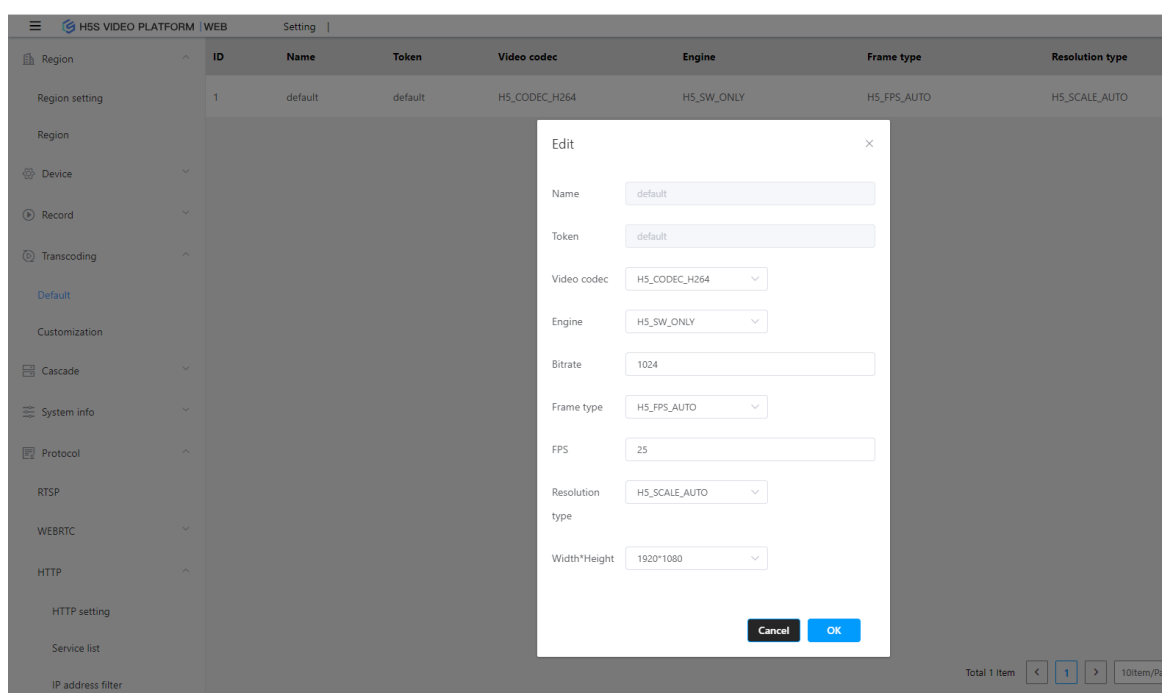 H5S VIDEO PLATFORM | WEB Setting |
Region
Region setting
Region
Device
Record
Transcoding
Default
Customization
Cascade
System info
Protocol
RTSP
WEBRTC
HTTP
HTTP setting
Service list
IP address filter
ID Name Token Video codec Engine Frame type Resolution type
1 default default H5_CODEC_H264 H5_SW_ONLY H5_FPS_AUTO H5_SCALE_AUTO
Edit
Name default
Token default
Video codec H5_CODEC_H264
Engine H5_SW_ONLY
Bitrate 1024
Frame type H5_FPS_AUTO
FPS 25
Resolution type H5_SCALE_AUTO
Width*Height 1920*1080
Cancel OK
Total 1 Item < 1 > 10Item/Pa